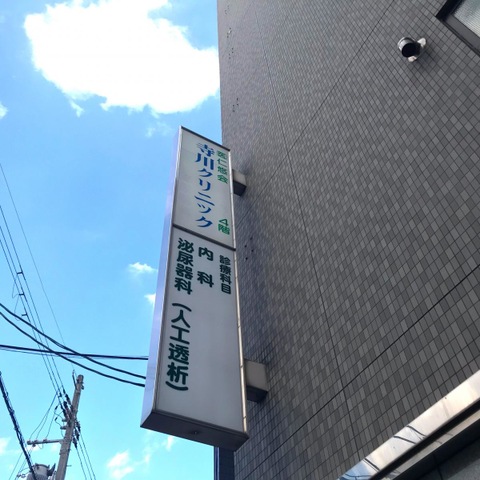 寺川クリニック
4階
診療科目
内科
泌尿器科(人工透析)